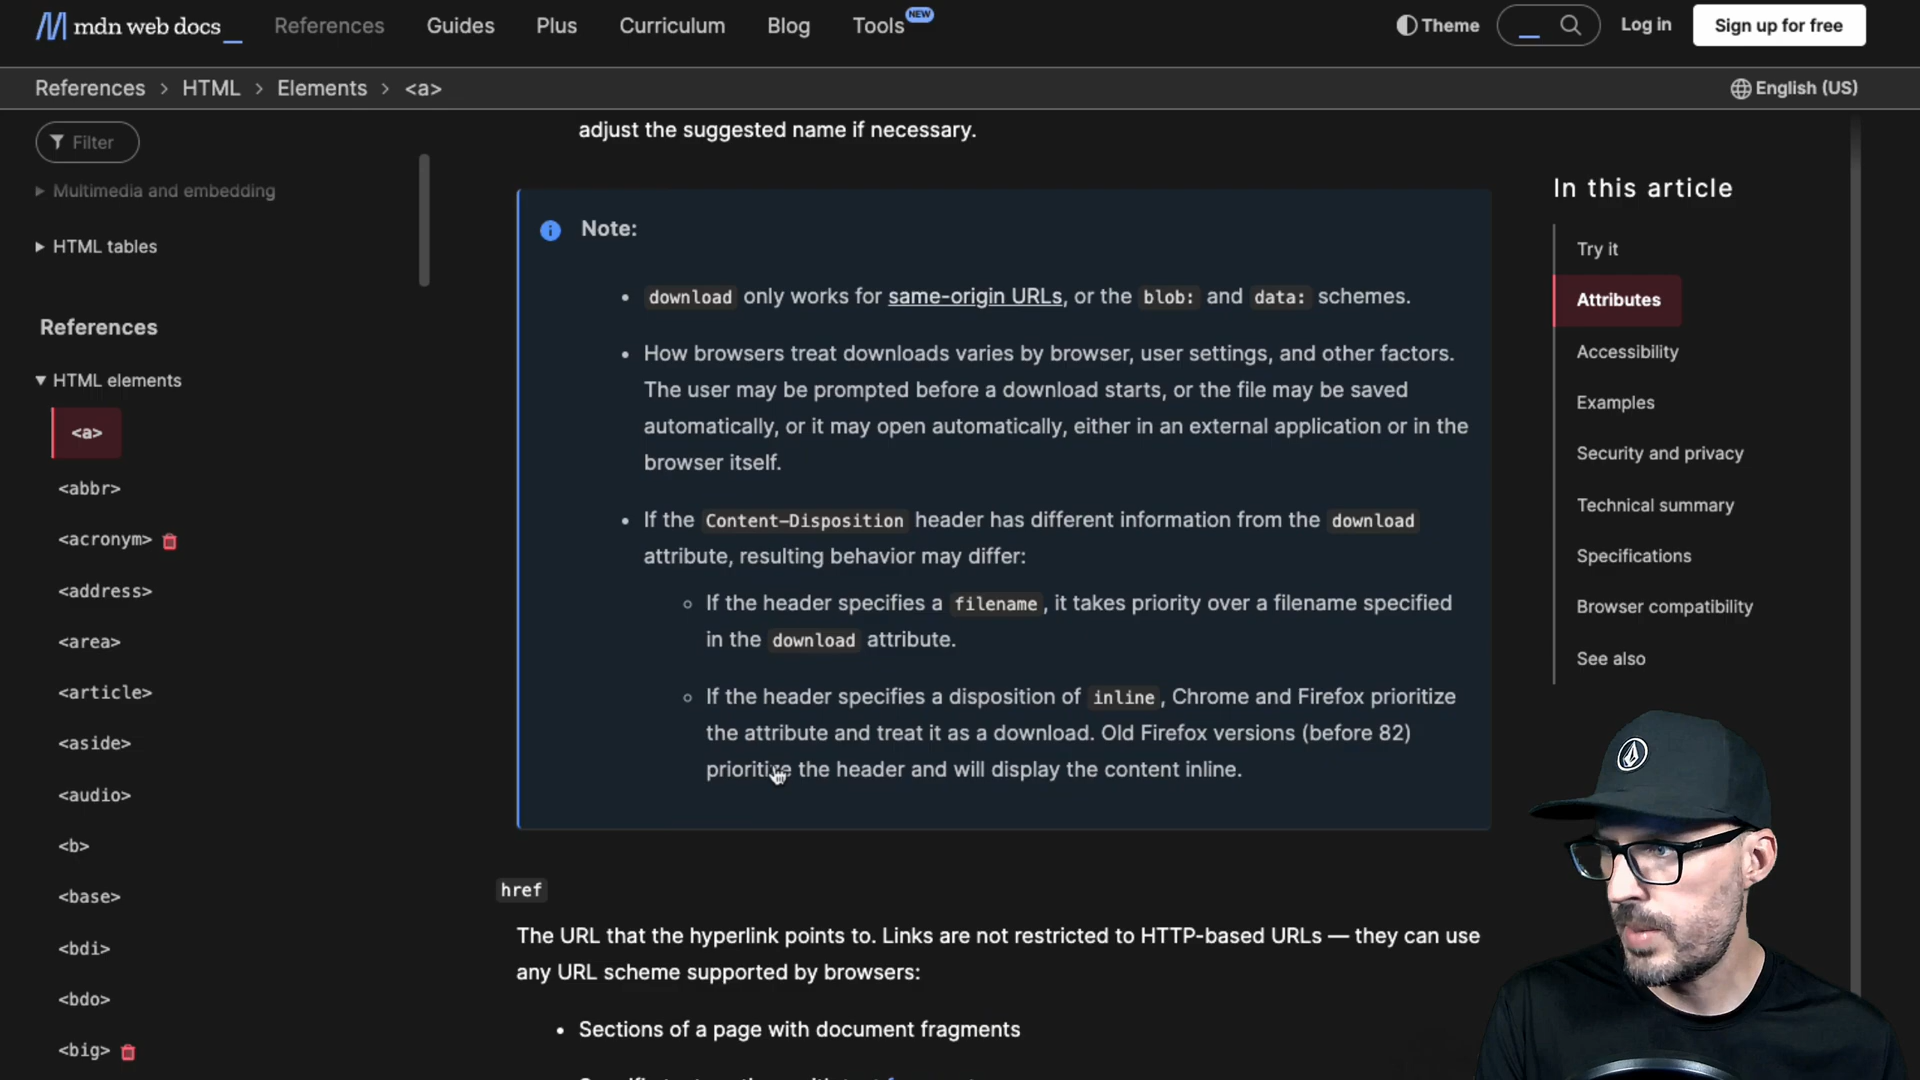 mdn web docs_
References
Guides
Plus
Curriculum
Blog
Tools
NEW
Theme
Log in
Sign up for free
References > HTML > Elements > <a>
English (US)
Filter
Multimedia and embedding
HTML tables
References
HTML elements
<a>
<abbr>
<acronym>
<address>
<area>
<article>
<aside>
<audio>
<b>
<base>
<bdi>
<bdo>
<big>
adjust the suggested name if necessary.
Note:
• download only works for same-origin URLs, or the blob: and data: schemes.
• How browsers treat downloads varies by browser, user settings, and other factors.
The user may be prompted before a download starts, or the file may be saved
automatically, or it may open automatically, either in an external application or in the
browser itself.
• If the Content-Disposition header has different information from the download
attribute, resulting behavior may differ:
◦ If the header specifies a filename, it takes priority over a filename specified
in the download attribute.
◦ If the header specifies a disposition of inline, Chrome and Firefox prioritize
the attribute and treat it as a download. Old Firefox versions (before 82)
prioritize the header and will display the content inline.
href
The URL that the hyperlink points to. Links are not restricted to HTTP-based URLs — they can use
any URL scheme supported by browsers:
• Sections of a page with document fragments
In this article
Try it
Attributes
Accessibility
Examples
Security and privacy
Technical summary
Specifications
Browser compatibility
See also